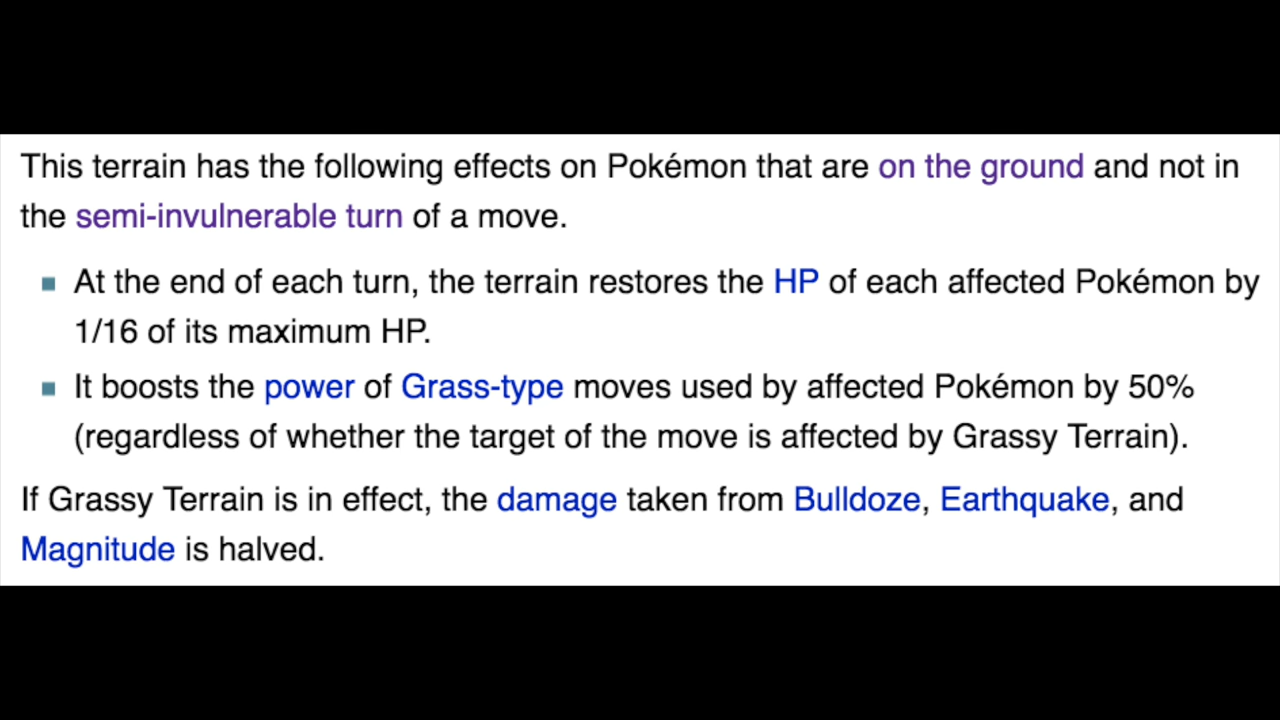 This terrain has the following effects on Pokémon that are on the ground and not in
the semi-invulnerable turn of a move.
At the end of each turn, the terrain restores the HP of each affected Pokémon by
1/16 of its maximum HP.
It boosts the power of Grass-type moves used by affected Pokémon by 50%
(regardless of whether the target of the move is affected by Grassy Terrain).
If Grassy Terrain is in effect, the damage taken from Bulldoze, Earthquake, and
Magnitude is halved.